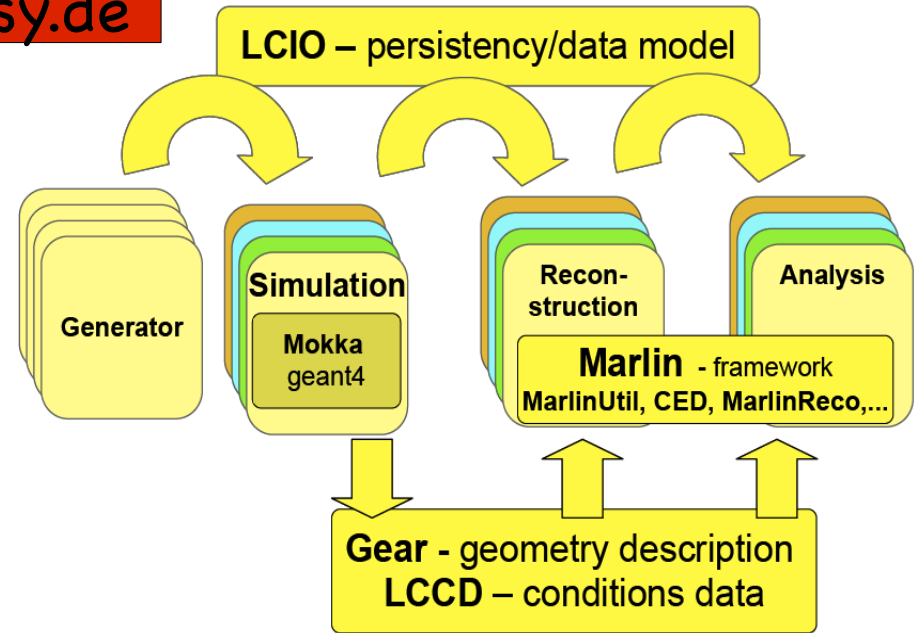 sy.de
LCIO – persistency/data model
Generator
Simulation
Mokka
geant4
Recon-
struction
Analysis
Marlin - framework
MarlinUtil, CED, MarlinReco,...
Gear - geometry description
LCCD – conditions data